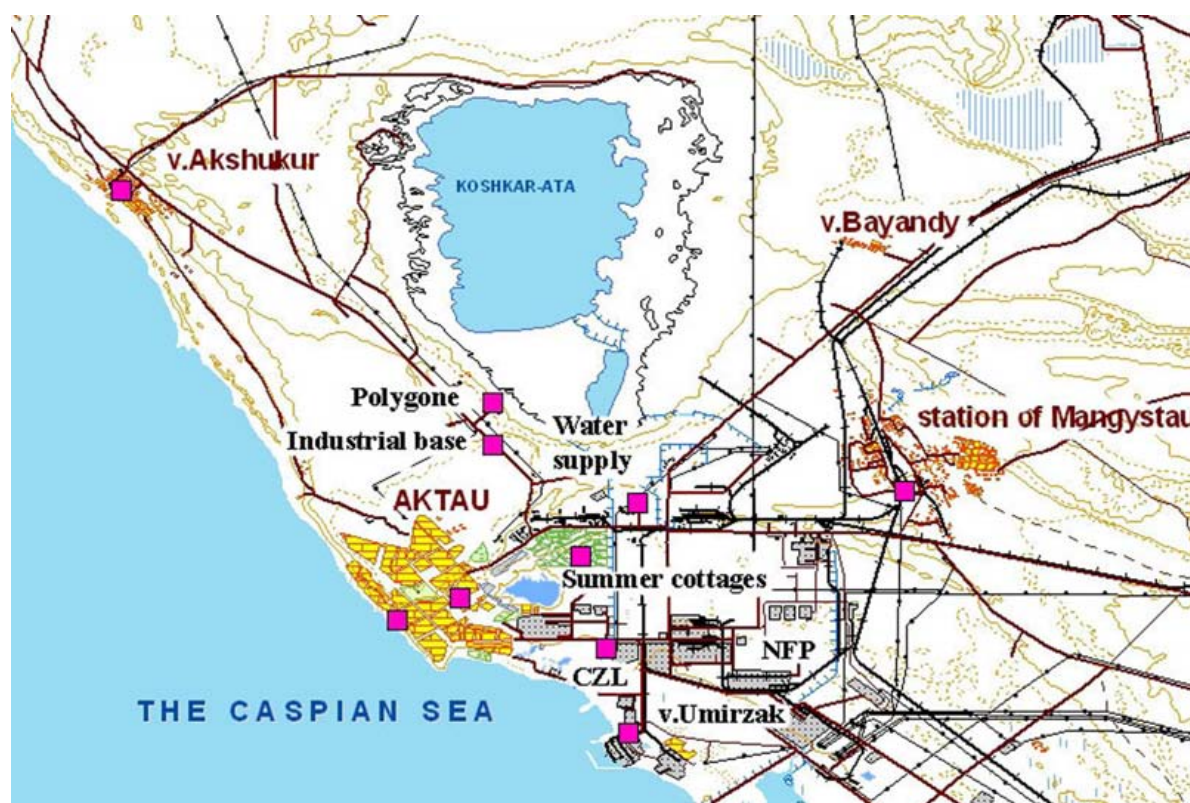 v.Akshukur
KOSHKAR-ATA
v.Bayandy
Polygone
Industrial base
Water
supply
station of Mangystau
AKTAU
Summer cottages
NFP
CZL
v.Umirzak
THE CASPIAN SEA